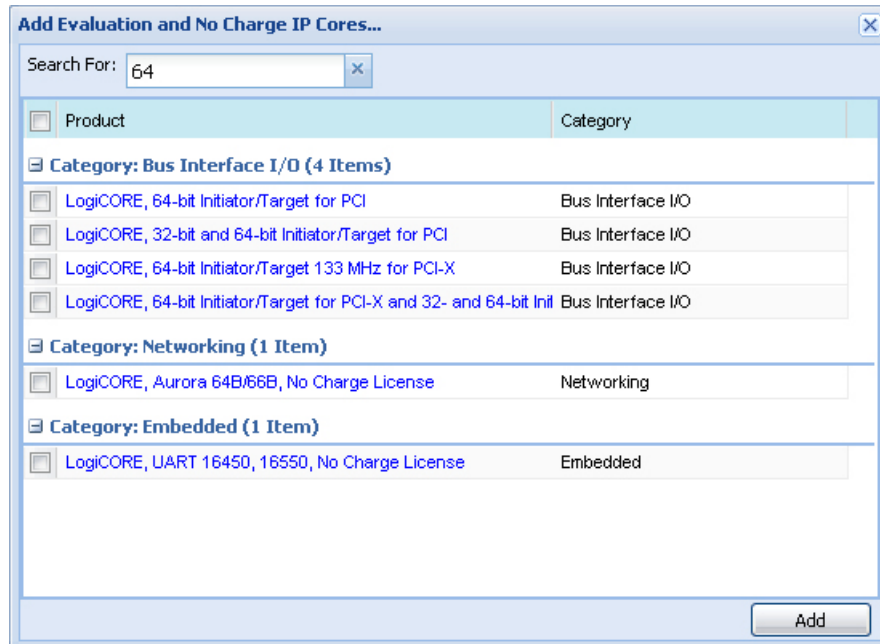 Add Evaluation and No Charge IP Cores...
Search For: 64
Product Category
Category: Bus Interface I/O (4 Items)
LogiCORE, 64-bit Initiator/Target for PCI Bus Interface I/O
LogiCORE, 32-bit and 64-bit Initiator/Target for PCI Bus Interface I/O
LogiCORE, 64-bit Initiator/Target 133 MHz for PCI-X Bus Interface I/O
LogiCORE, 64-bit Initiator/Target for PCI-X and 32- and 64-bit Bus Interface I/O
Category: Networking (1 Item)
LogiCORE, Aurora 64B/66B, No Charge License Networking
Category: Embedded (1 Item)
LogiCORE, UART 16450, 16550, No Charge License Embedded
Add